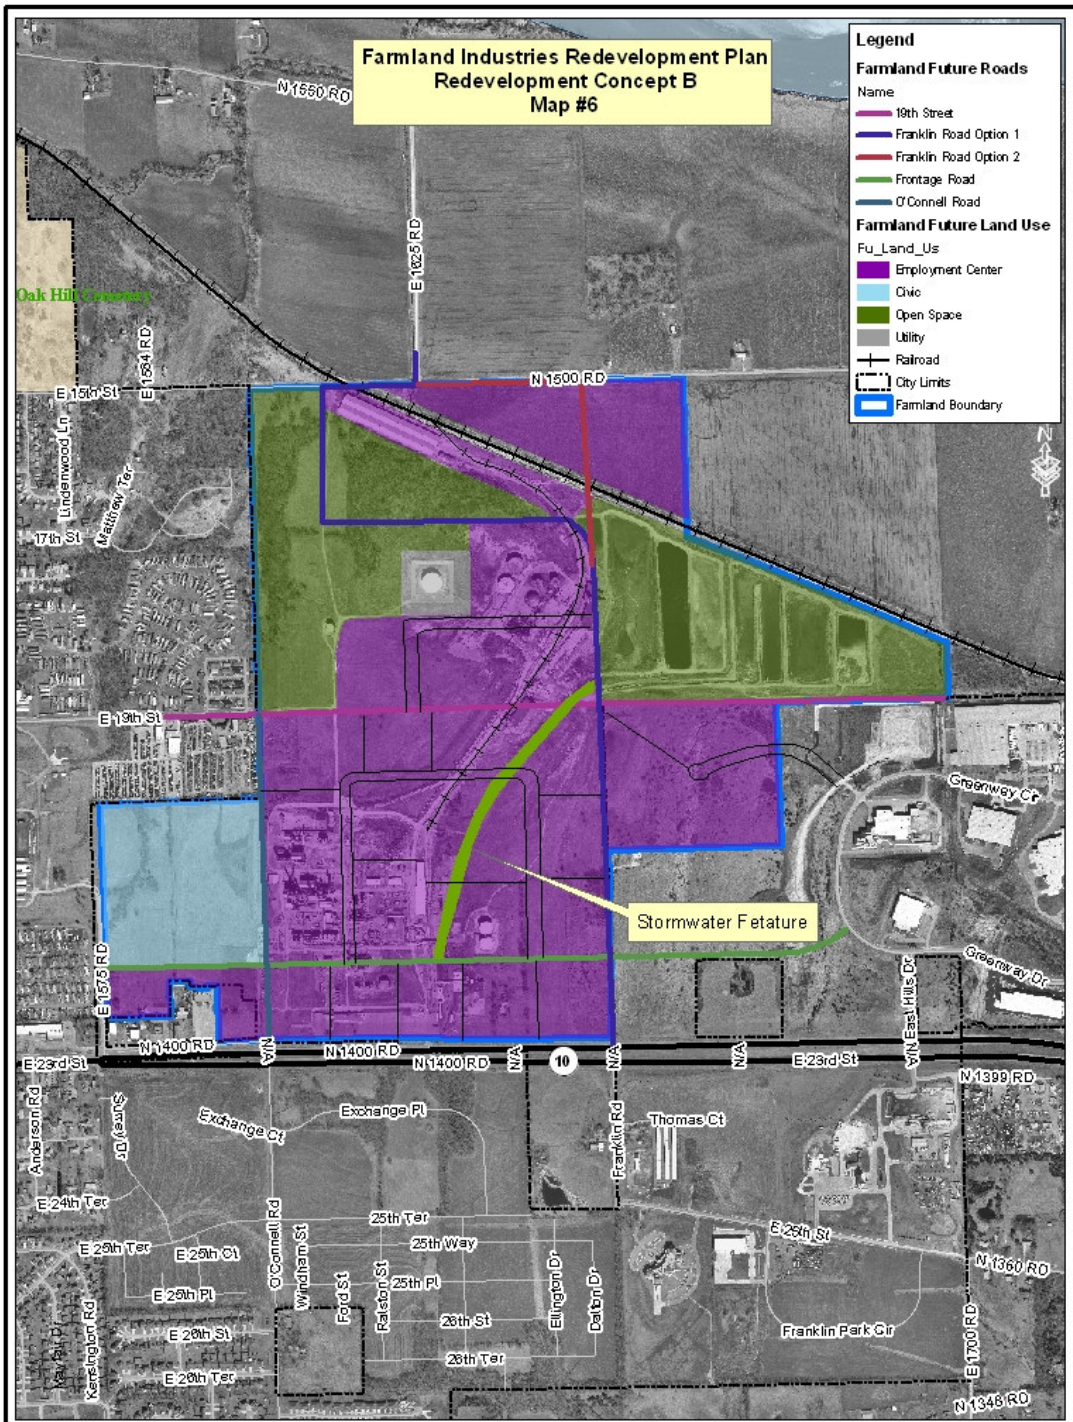 Farmland Industries Redevelopment Plan
Redevelopment Concept B
Map #6
Legend
Farmland Future Roads
Name
19th Street
Franklin Road Option 1
Franklin Road Option 2
Frontage Road
O'Connell Road
Farmland Future Land Use
Fu_Land_Us
Employment Center
Civic
Open Space
Utility
Railroad
City Limits
Farmland Boundary
N
N 1550 RD
E 1625 RD
Oak Hill Cemetery
E 1584 RD
E 15th St
N 1500 RD
Lindenwood Ln
Matthew Ter
17th St
E 19th St
Greenway Cir
Stormwater Fetature
Greenway Dr
E 1575 RD
East Hills Dr
N/A
N/A
N/A
N/A
N/A
N 1400 RD
N 1400 RD
N 1400 RD
10
E 23rd St
E 23rd St
N 1399 RD
Anderson Rd
Surrey Dr
Exchange Ct
Exchange Pl
Franklin Rd
Thomas Ct
E 24th Ter
O'Connell Rd
Windham St
25th Ter
E 25th St
E 25th Ter
E 25th Ct
25th Way
N 1360 RD
E 25th Pl
Ford St
Ralston St
25th Pl
Ellington Dr
Dalton Dr
Mayfair Dr
Kensington Rd
E 26th St
26th St
Franklin Park Cir
E 1700 RD
E 26th Ter
26th Ter
N 1348 RD